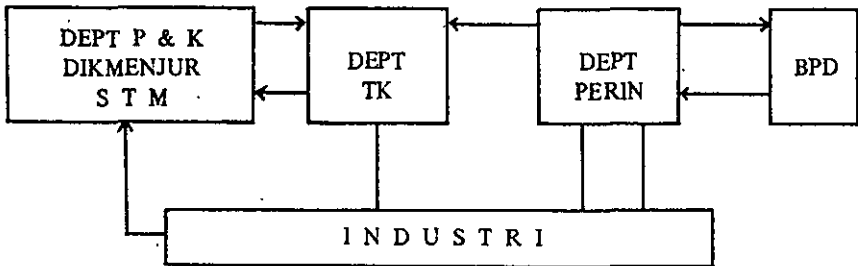 DEPT P & K
DIKMENJUR
S T M
DEPT
TK
DEPT
PERIN
BPD
I N D U S T R I